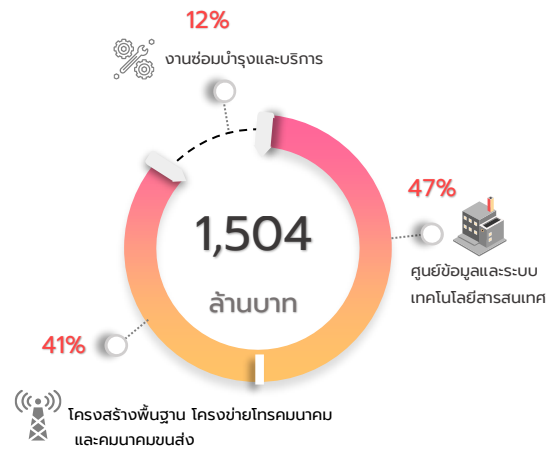 12%
งานซ่อมบำรุงและบริการ
47%
ศูนย์ข้อมูลและระบบ
เทคโนโลยีสารสนเทศ
1,504
ล้านบาท
41%
โครงสร้างพื้นฐาน โครงข่ายโทรคมนาคม
และคมนาคมขนส่ง